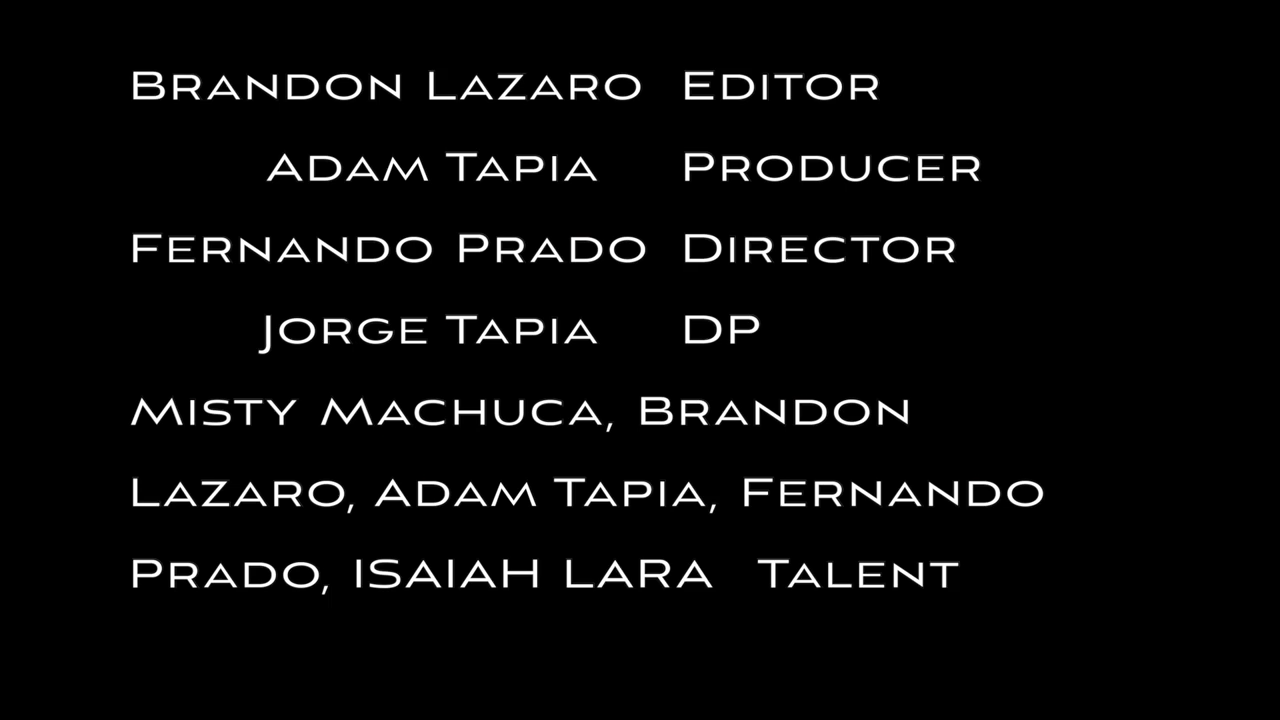 Brandon Lazaro Editor
Adam Tapia Producer
Fernando Prado Director
Jorge Tapia DP
Misty Machuca, Brandon
Lazaro, Adam Tapia, Fernando
Prado, ISAIAH LARA Talent